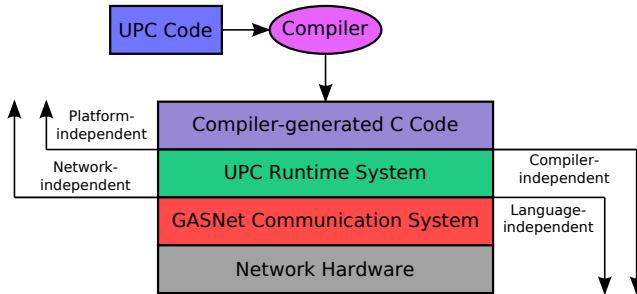 UPC Code
Compiler
Platform-
independent
Compiler-generated C Code
Network-
independent
UPC Runtime System
Compiler-
independent
GASNet Communication System
Language-
independent
Network Hardware